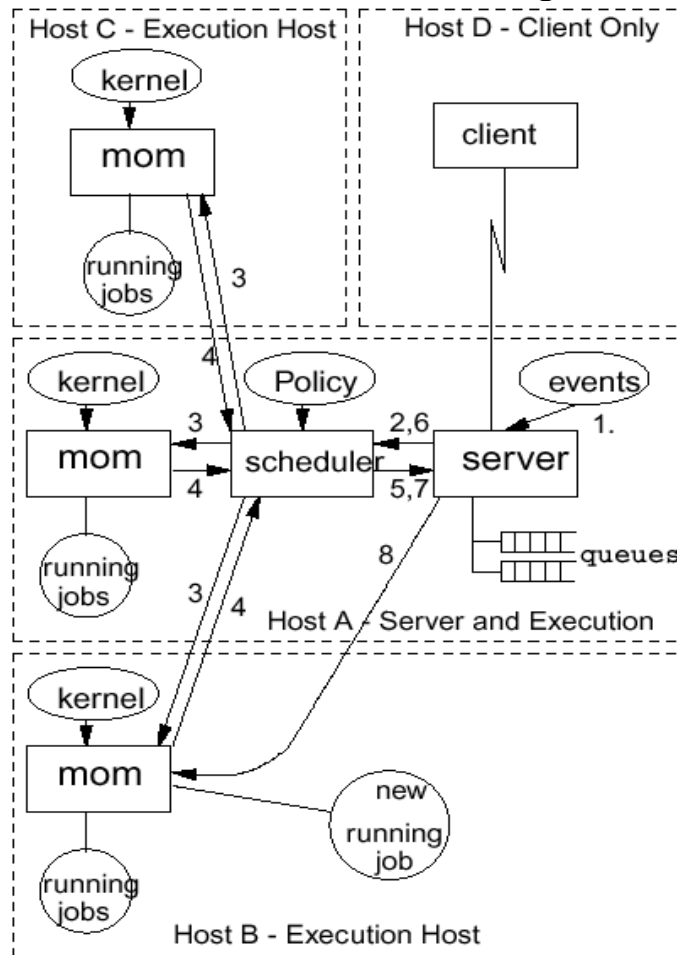 Host C - Execution Host
Host D - Client Only
kernel
mom
client
running
jobs
3
4
kernel
Policy
events
1.
mom
3
4
scheduler
2,6
5,7
server
running
jobs
queues
3
4
8
Host A - Server and Execution
kernel
mom
new
running
job
running
jobs
Host B - Execution Host